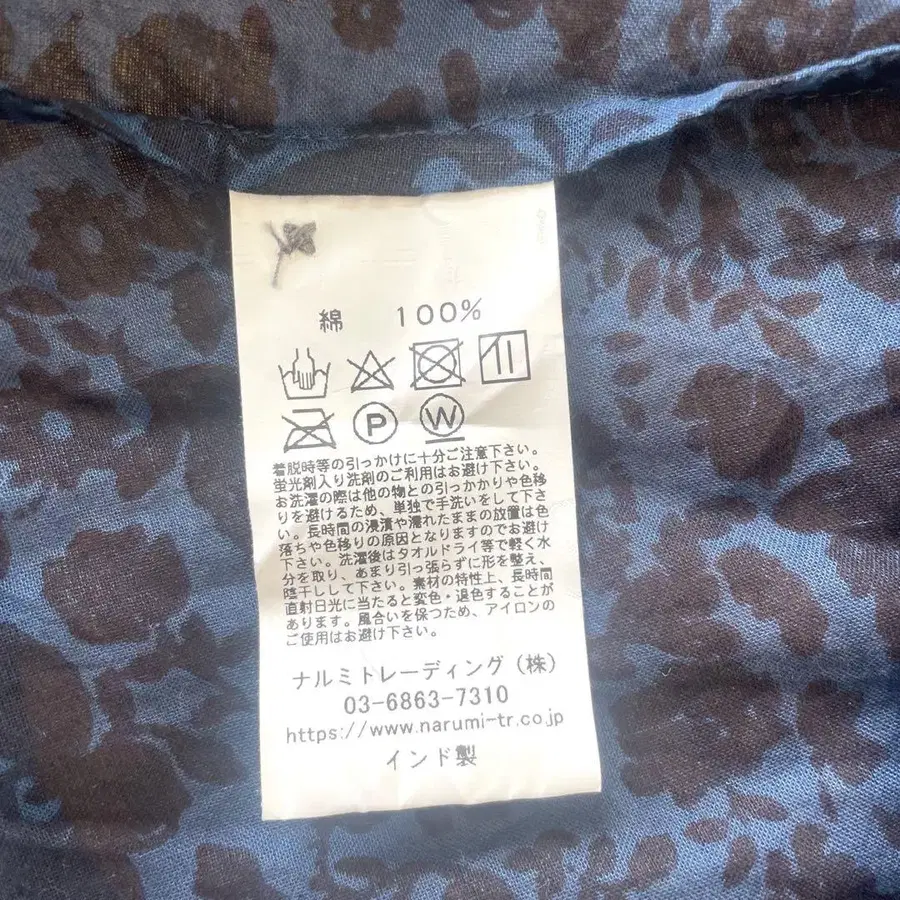 綿 100%
P W
着脱時等の引っかけに十分ご注意下さい。
蛍光剤入り洗剤のご利用はお避け下さい。
お洗濯の際は他の物との引っかかりや色移
りを避けるため、単独で手洗いをして下さ
い。長時間の浸漬や濡れたままの放置は色
落ちや色移りの原因となりますのでお避け
下さい。洗濯後はタオルドライ等で軽く水
分を取り、あまり引っ張らずに形を整え、
陰干しして下さい。素材の特性上、長時間
直射日光に当たると変色・退色することが
あります。風合いを保つため、アイロンの
ご使用はお避け下さい。
ナルミトレーディング(株)
03-6863-7310
https://www.narumi-tr.co.jp
インド製